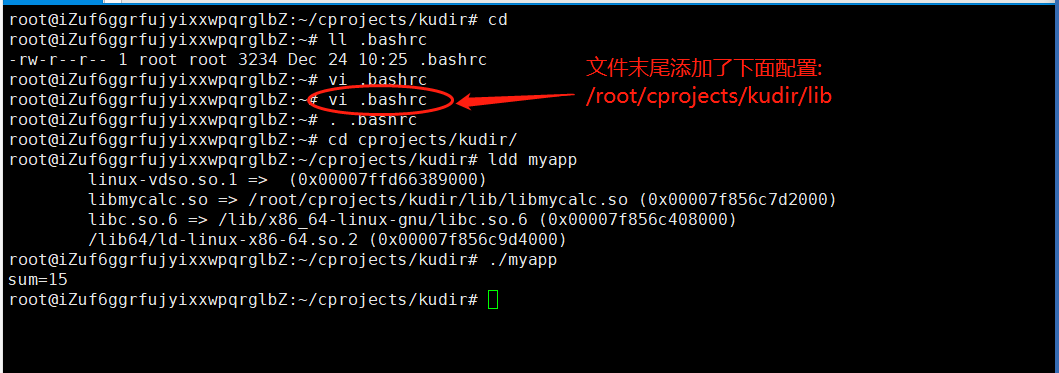 root@iZuf6ggrfujyixxwpqrglbZ:~/cprojects/kudir# cd
root@iZuf6ggrfujyixxwpqrglbZ:~# ll .bashrc
-rw-r--r-- 1 root root 3234 Dec 24 10:25 .bashrc
root@iZuf6ggrfujyixxwpqrglbZ:~# vi .bashrc
root@iZuf6ggrfujyixxwpqrglbZ:~# vi .bashrc
文件末尾添加了下面配置:
/root/cprojects/kudir/lib
root@iZuf6ggrfujyixxwpqrglbZ:~# . .bashrc
root@iZuf6ggrfujyixxwpqrglbZ:~# cd cprojects/kudir/
root@iZuf6ggrfujyixxwpqrglbZ:~/cprojects/kudir# ldd myapp
linux-vdso.so.1 =>  (0x00007ffd66389000)
libmycalc.so => /root/cprojects/kudir/lib/libmycalc.so (0x00007f856c7d2000)
libc.so.6 => /lib/x86_64-linux-gnu/libc.so.6 (0x00007f856c408000)
/lib64/ld-linux-x86-64.so.2 (0x00007f856c9d4000)
root@iZuf6ggrfujyixxwpqrglbZ:~/cprojects/kudir# ./myapp
sum=15
root@iZuf6ggrfujyixxwpqrglbZ:~/cprojects/kudir#